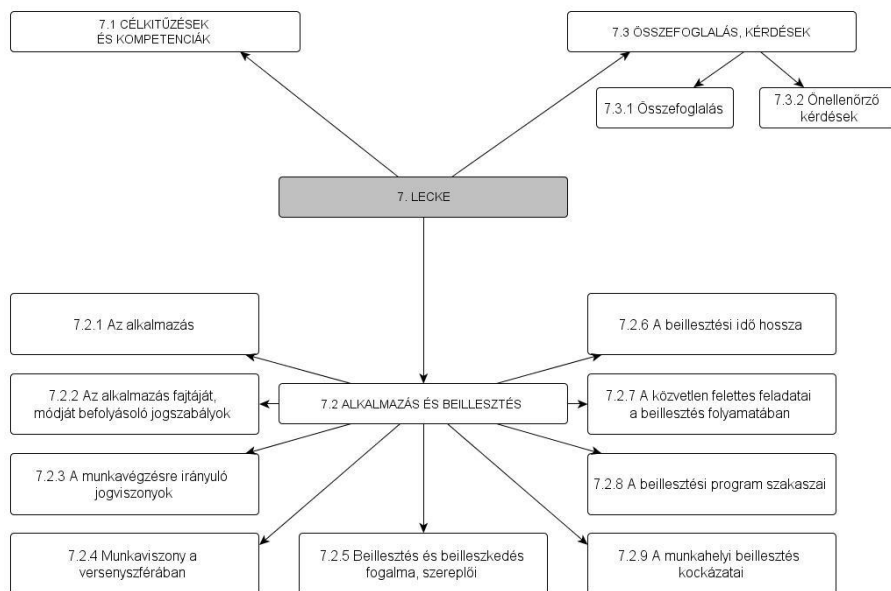 7.1 CÉLKITŰZÉSEK
ÉS KOMPETENCIÁK
7.3 ÖSSZEFOGLALÁS, KÉRDÉSEK
7.3.1 Összefoglalás
7.3.2 Önellenőrző
kérdések
7. LECKE
7.2.1 Az alkalmazás
7.2.6 A beillesztési idő hossza
7.2.2 Az alkalmazás fajtáját,
módját befolyásoló jogszabályok
7.2 ALKALMAZÁS ÉS BEILLESZTÉS
7.2.7 A közvetlen felettes feladatai
a beillesztés folyamatában
7.2.3 A munkavégzésre irányuló
jogviszonyok
7.2.8 A beillesztési program szakaszai
7.2.4 Munkaviszony a
versenyszférában
7.2.5 Beillesztés és beilleszkedés
fogalma, szereplői
7.2.9 A munkahelyi beillesztés
kockázatai